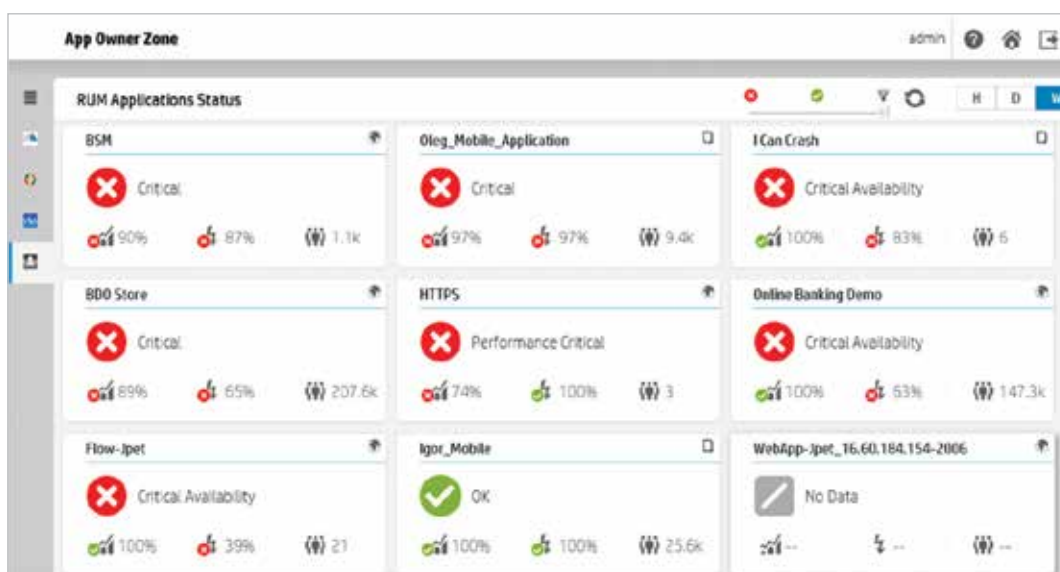 App Owner Zone
admin
RUM Applications Status
H D W
BSM
Critical
90% 87% 1.1k
Oleg_Mobile_Application
Critical
97% 97% 9.4k
I Can Crash
Critical Availability
100% 83% 6
BDO Store
Critical
89% 65% 207.6k
HTTPS
Performance Critical
74% 100% 3
Online Banking Demo
Critical Availability
100% 63% 147.3k
Flow-Jpet
Critical Availability
100% 39% 21
Igor_Mobile
OK
100% 100% 25.6k
WebApp-Jpet_16.60.184.154-2006
No Data
-- -- --